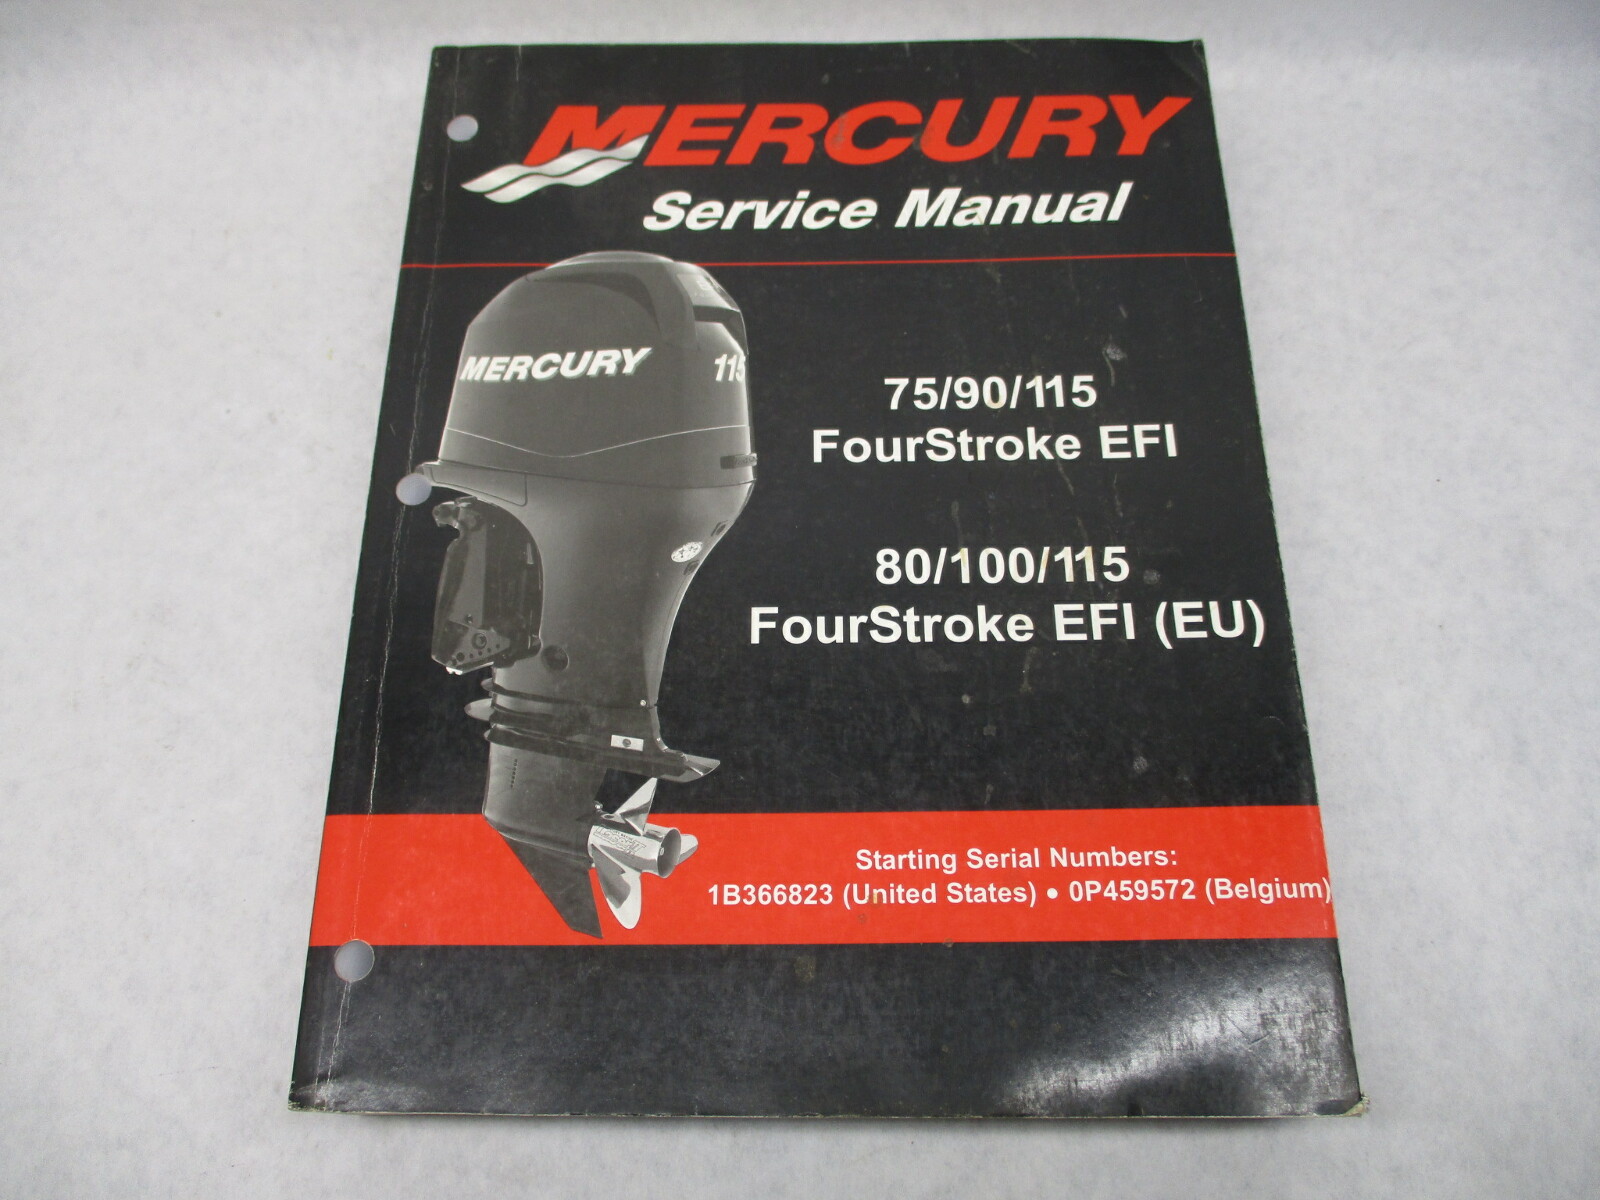 MERCURY
Service Manual
MERCURY 115
75/90/115
FourStroke EFI
80/100/115
FourStroke EFI (EU)
Starting Serial Numbers:
1B366823 (United States) • 0P459572 (Belgium)